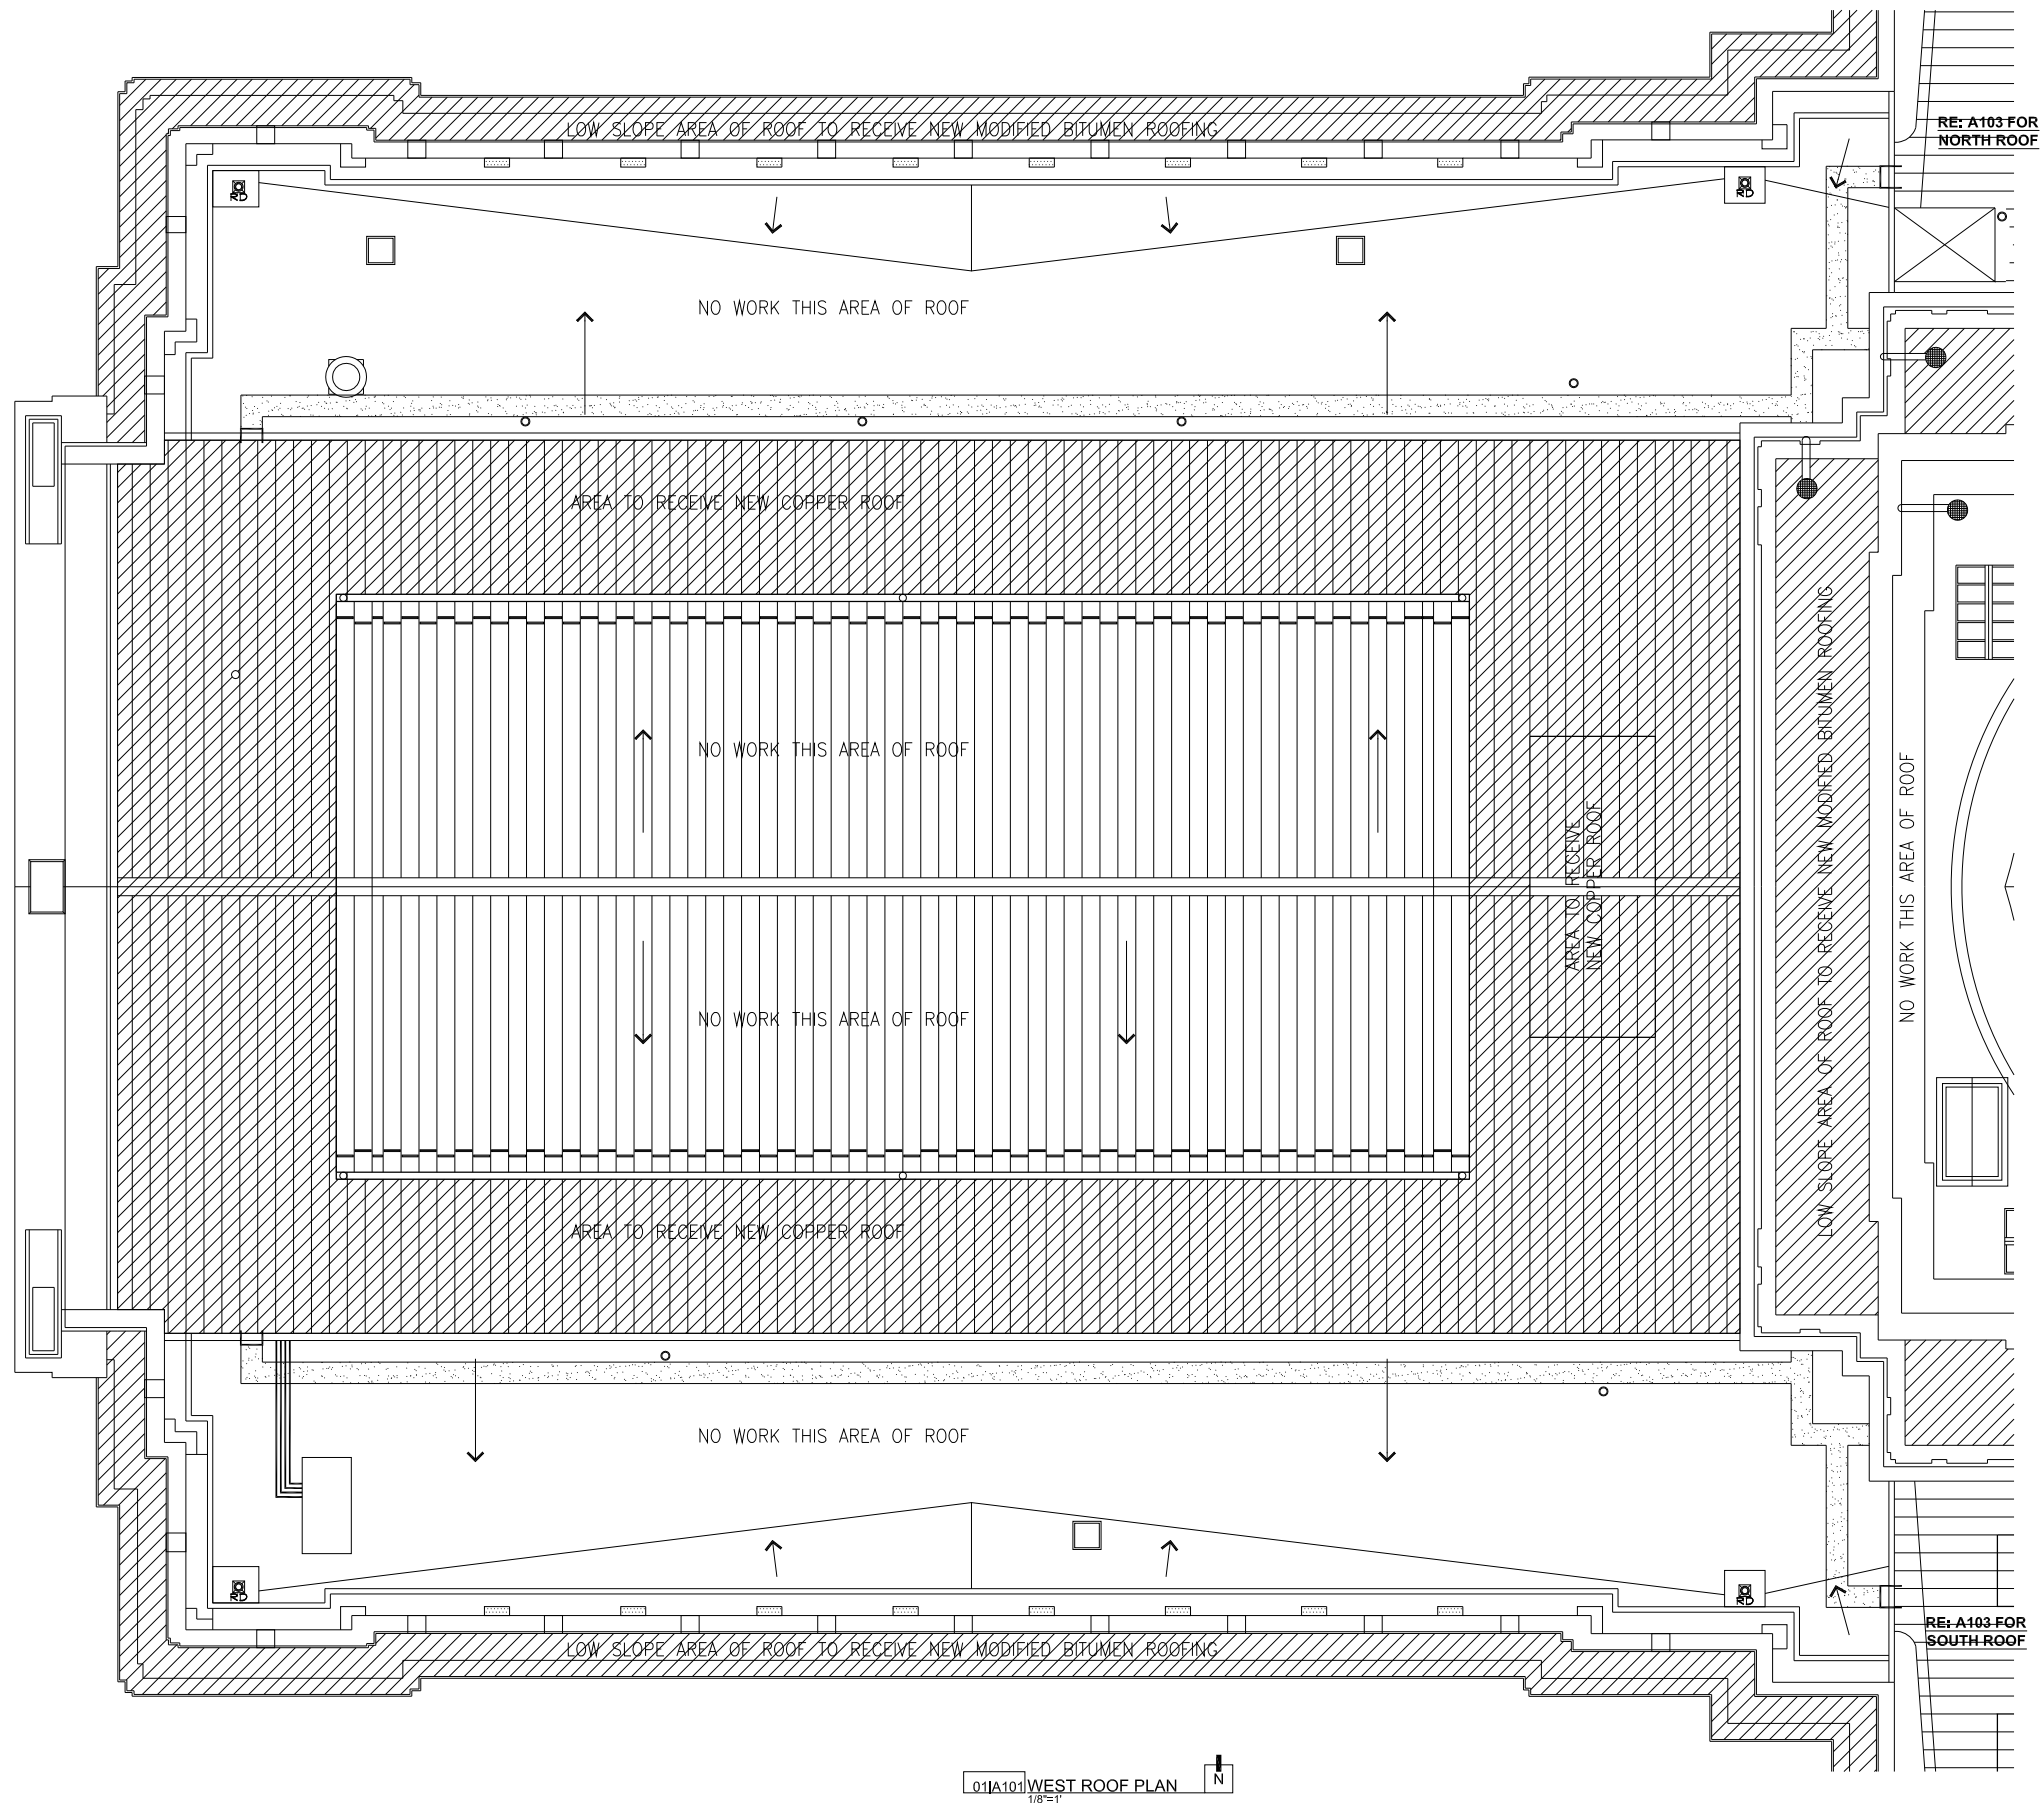 LOW SLOPE AREA OF ROOF TO RECEIVE NEW MODIFIED BITUMEN ROOFING
RE: A103 FOR
NORTH ROOF
RD
RD
NO WORK THIS AREA OF ROOF
AREA TO RECEIVE NEW COPPER ROOF
NO WORK THIS AREA OF ROOF
AREA TO RECEIVE
NEW COPPER ROOF
LOW SLOPE AREA OF ROOF TO RECEIVE NEW MODIFIED BITUMEN ROOFING
NO WORK THIS AREA OF ROOF
NO WORK THIS AREA OF ROOF
AREA TO RECEIVE NEW COPPER ROOF
NO WORK THIS AREA OF ROOF
RD
RD
RE: A103 FOR
SOUTH ROOF
LOW SLOPE AREA OF ROOF TO RECEIVE NEW MODIFIED BITUMEN ROOFING
01|A101 WEST ROOF PLAN
1/8"=1'
N